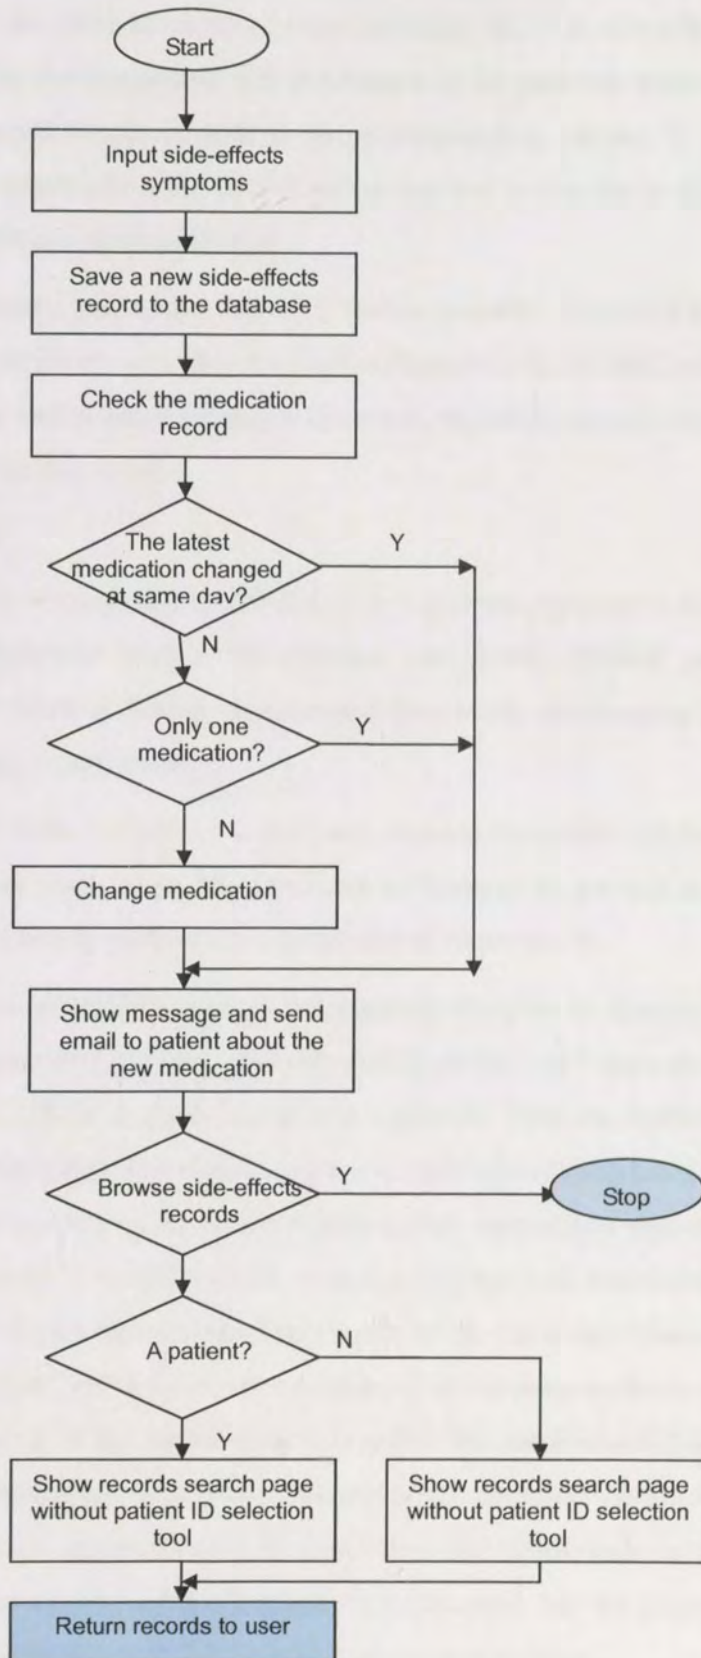 Start
Input side-effects
symptoms
Save a new side-effects
record to the database
Check the medication
record
The latest
medication changed
at same day?
Y
N
Only one
medication?
Y
N
Change medication
Show message and send
email to patient about the
new medication
Browse side-effects
records
Y
Stop
A patient?
N
Y
Show records search page
without patient ID selection
tool
Show records search page
without patient ID selection
tool
Return records to user